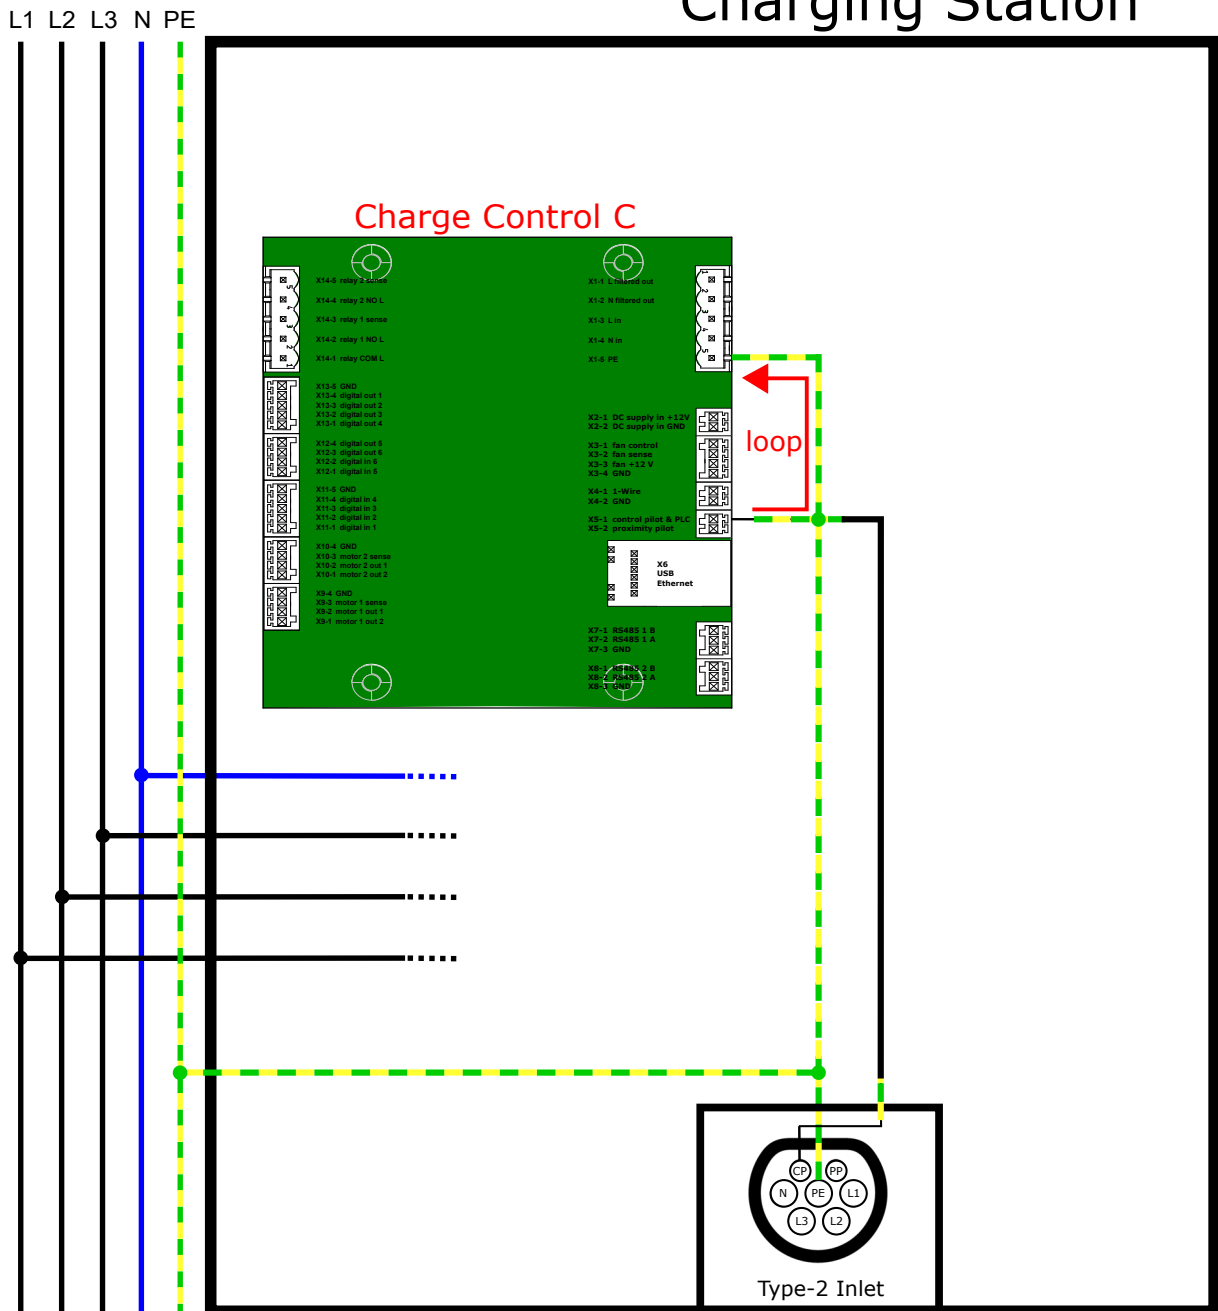 Charging Station
L1 L2 L3 N PE
Charge Control C
X14-5 relay 2 sense
X14-4 relay 2 NO L
X14-3 relay 1 sense
X14-2 relay 1 NO L
X14-1 relay COM L
5
4
3
2
1
X13-5 GND
X13-4 digital out 1
X13-3 digital out 2
X13-2 digital out 3
X13-1 digital out 4
X12-4 digital out 5
X12-3 digital out 6
X12-2 digital in 6
X12-1 digital in 5
X11-5 GND
X11-4 digital in 4
X11-3 digital in 3
X11-2 digital in 2
X11-1 digital in 1
X10-4 GND
X10-3 motor 2 sense
X10-2 motor 2 out 1
X10-1 motor 2 out 2
X9-4 GND
X9-3 motor 1 sense
X9-2 motor 1 out 1
X9-1 motor 1 out 2
X1-1 L filtered out
X1-2 N filtered out
X1-3 L in
X1-4 N in
X1-5 PE
1
2
3
4
5
X2-1 DC supply in +12V
X2-2 DC supply in GND
X3-1 fan control
X3-2 fan sense
X3-3 fan +12 V
X3-4 GND
X4-1 1-Wire
X4-2 GND
X5-1 control pilot & PLC
X5-2 proximity pilot
X6
USB
Ethernet
X7-1 RS485 1 B
X7-2 RS485 1 A
X7-3 GND
X8-1 RS485 2 B
X8-2 RS485 2 A
X8-3 GND
loop
CP PP
N PE L1
L3 L2
Type-2 Inlet